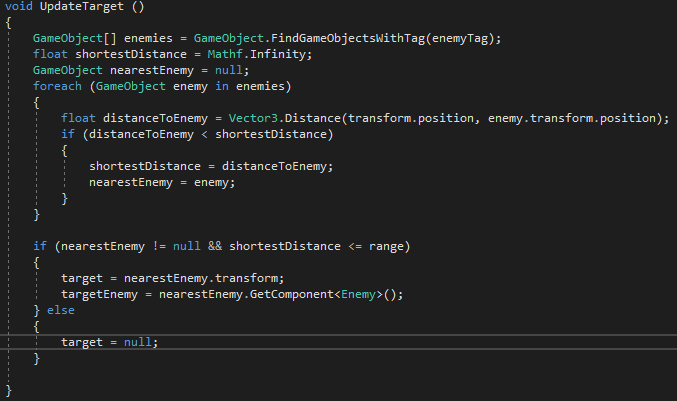 void UpdateTarget ()
{
GameObject[] enemies = GameObject.FindGameObjectsWithTag(enemyTag);
float shortestDistance = Mathf.Infinity;
GameObject nearestEnemy = null;
foreach (GameObject enemy in enemies)
{
float distanceToEnemy = Vector3.Distance(transform.position, enemy.transform.position);
if (distanceToEnemy < shortestDistance)
{
shortestDistance = distanceToEnemy;
nearestEnemy = enemy;
}
}
if (nearestEnemy != null && shortestDistance <= range)
{
target = nearestEnemy.transform;
targetEnemy = nearestEnemy.GetComponent<Enemy>();
} else
{
target = null;
}
}